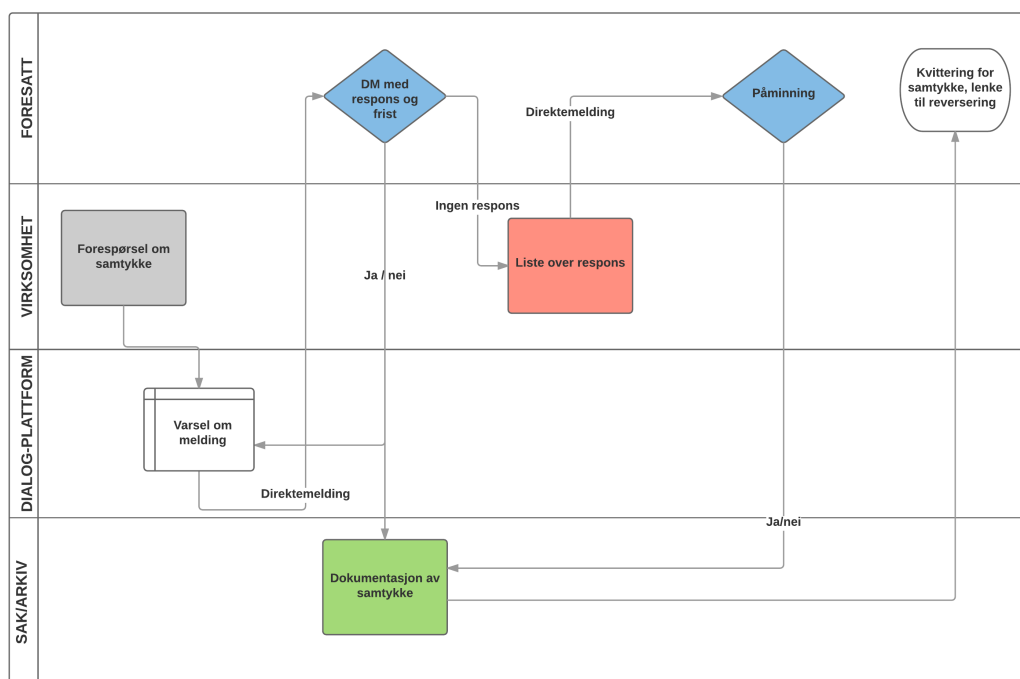 FORESATT
DM med
respons og
frist
Direktemelding
Påminning
Kvittering for
samtykke, lenke
til reversering
VIRKSOMHET
Forespørsel om
samtykke
Ja / nei
Ingen respons
Liste over respons
DIALOG-PLATTFORM
Varsel om
melding
Direktemelding
SAK/ARKIV
Ja/nei
Dokumentasjon av
samtykke